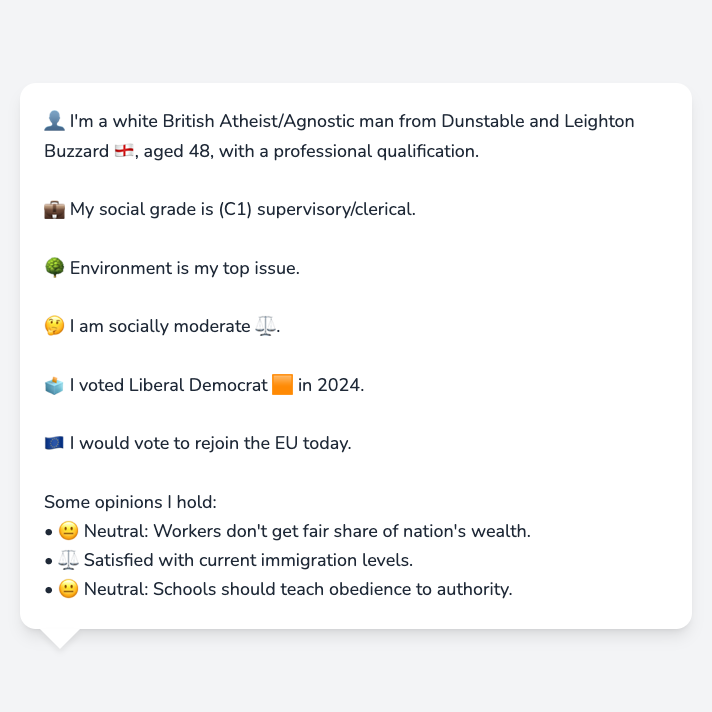 👤 I'm a white British Atheist/Agnostic man from Dunstable and Leighton
Buzzard 🏴󠁧󠁢󠁥󠁮󠁧󠁿, aged 48, with a professional qualification.
💼 My social grade is (C1) supervisory/clerical.
🌳 Environment is my top issue.
🤔 I am socially moderate ⚖️.
🗳️ I voted Liberal Democrat 🟧 in 2024.
🇪🇺 I would vote to rejoin the EU today.
Some opinions I hold:
• 😐 Neutral: Workers don't get fair share of nation's wealth.
• ⚖️ Satisfied with current immigration levels.
• 😐 Neutral: Schools should teach obedience to authority.